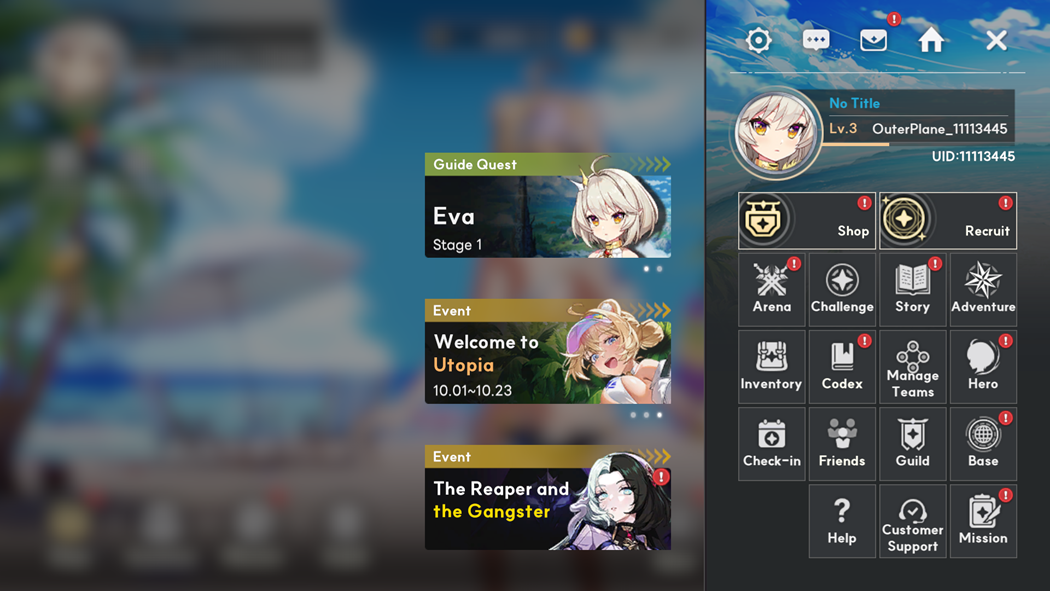 No Title
Lv.3 OuterPlane_11113445
UID:11113445
Guide Quest
Eva
Stage 1
Event
Welcome to
Utopia
10.01~10.23
Event
The Reaper and
the Gangster
Shop
Recruit
Arena
Challenge
Story
Adventure
Inventory
Codex
Manage
Teams
Hero
Check-in
Friends
Guild
Base
Help
Customer
Support
Mission